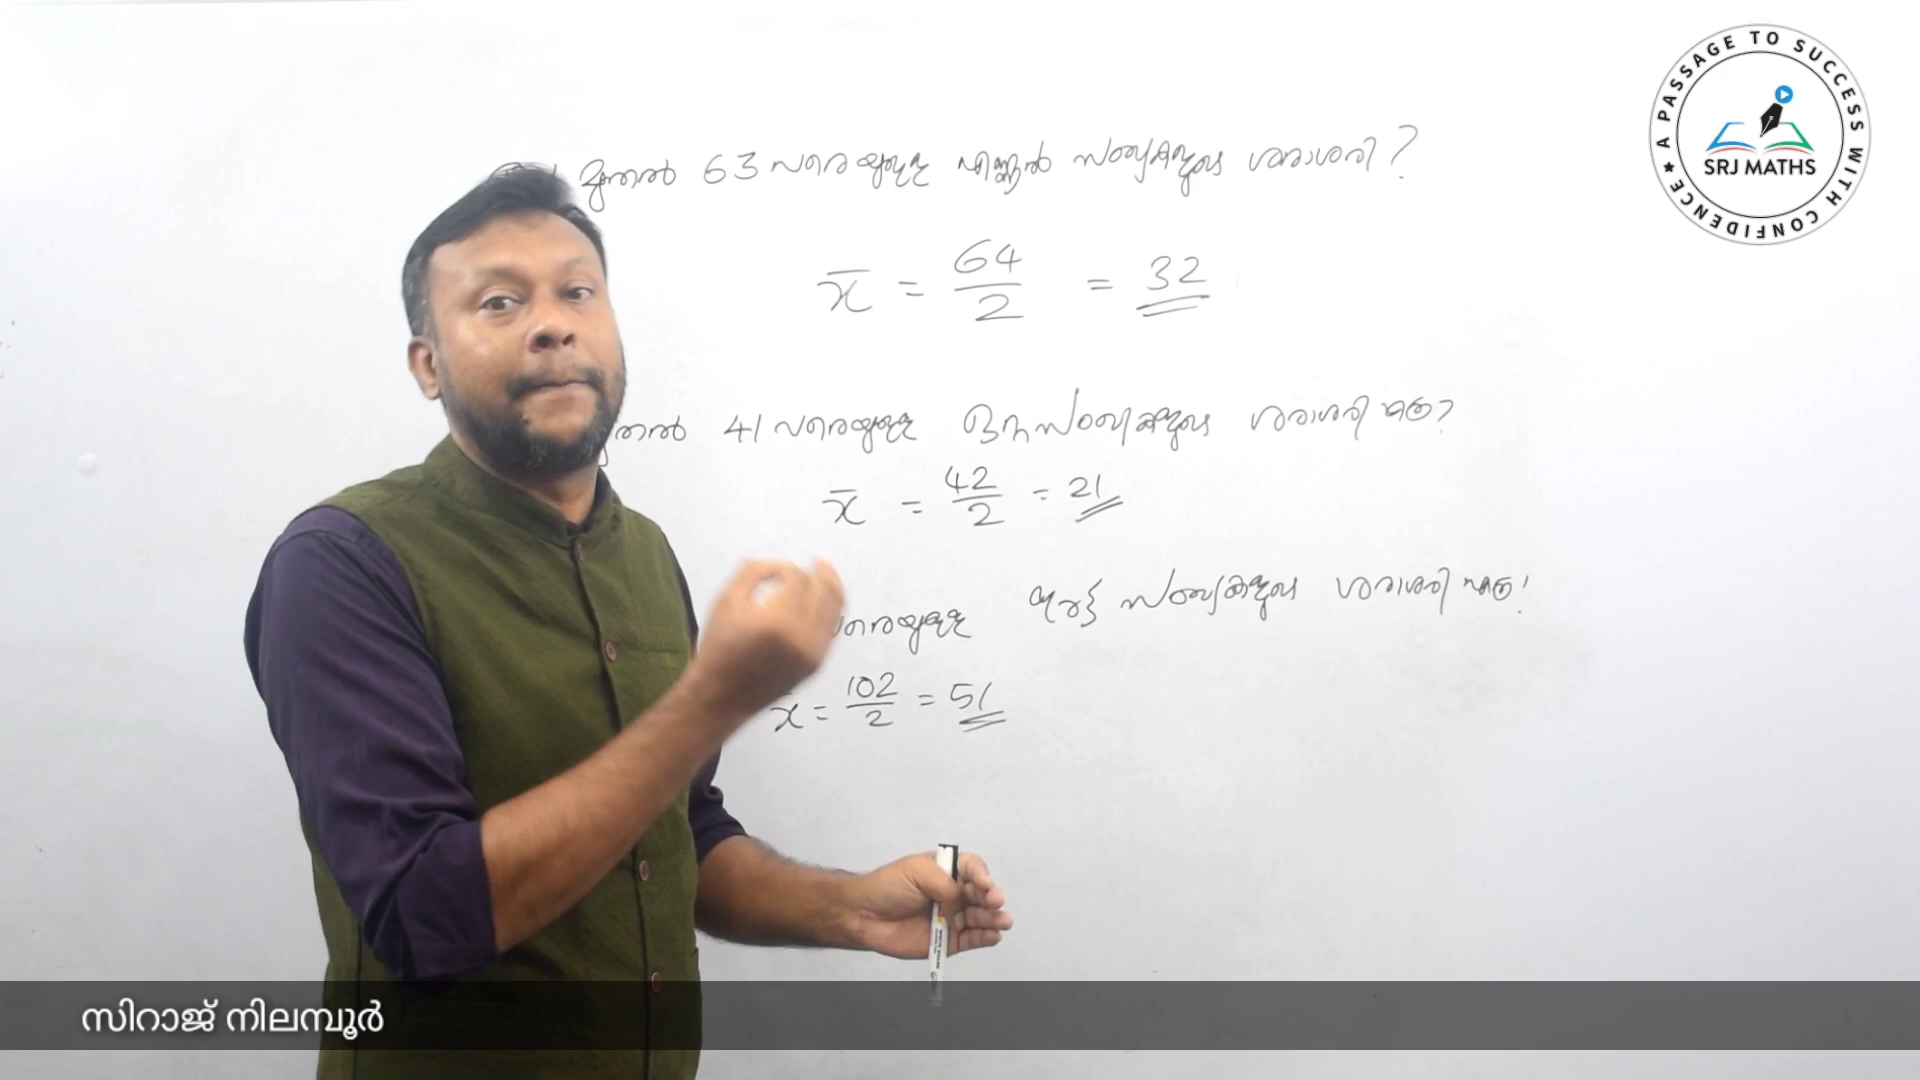 A PASSAGE TO SUCCESS WITH CONFIDENCE
SRJ MATHS
മുതൽ 63 വരെയുള്ള എണ്ണൽ സംഖ്യകളുടെ ശരാശരി ?
x̄ = 64/2 = 32
41 വരെയുള്ള ഒറ്റസംഖ്യകളുടെ ശരാശരി എത്ര?
x̄ = 42/2 = 21
വരെയുള്ള ഇരട്ട സംഖ്യകളുടെ ശരാശരി എത്ര!
x̄ = 102/2 = 51
സിറാജ് നിലമ്പൂർ